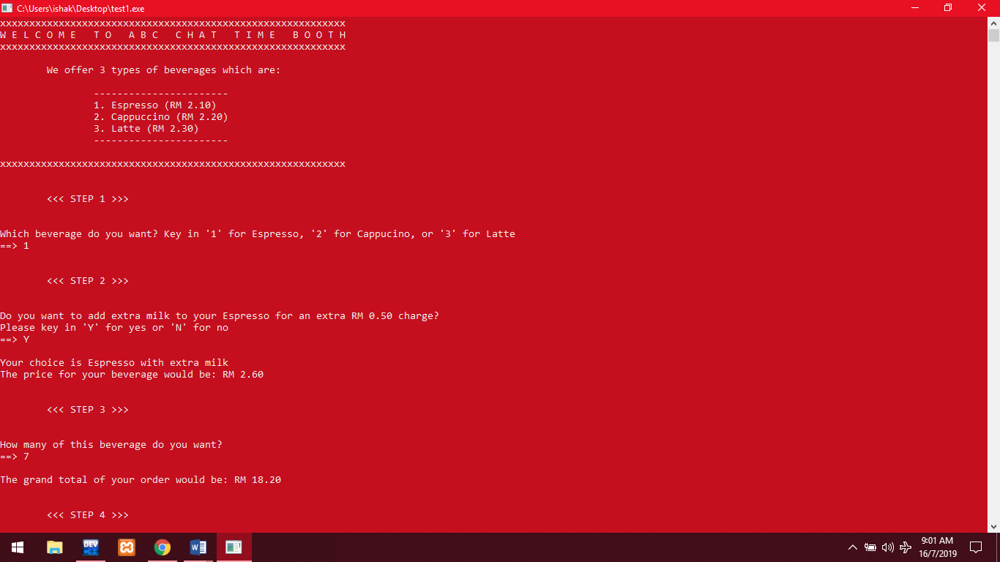 C:\Users\ishak\Desktop\test1.exe
xxxxxxxxxxxxxxxxxxxxxxxxxxxxxxxxxxxxxxxxxxxxxxxxxxxxxxxxxxx
W E L C O M E   T O   A B C   C H A T   T I M E   B O O T H
xxxxxxxxxxxxxxxxxxxxxxxxxxxxxxxxxxxxxxxxxxxxxxxxxxxxxxxxxxx
We offer 3 types of beverages which are:
-----------------------
1. Espresso (RM 2.10)
2. Cappuccino (RM 2.20)
3. Latte (RM 2.30)
-----------------------
xxxxxxxxxxxxxxxxxxxxxxxxxxxxxxxxxxxxxxxxxxxxxxxxxxxxxxxxxxx
<<< STEP 1 >>>
Which beverage do you want? Key in '1' for Espresso, '2' for Cappucino, or '3' for Latte
==> 1
<<< STEP 2 >>>
Do you want to add extra milk to your Espresso for an extra RM 0.50 charge?
Please key in 'Y' for yes or 'N' for no
==> Y
Your choice is Espresso with extra milk
The price for your beverage would be: RM 2.60
<<< STEP 3 >>>
How many of this beverage do you want?
==> 7
The grand total of your order would be: RM 18.20
<<< STEP 4 >>>
DEV
9:01 AM
16/7/2019